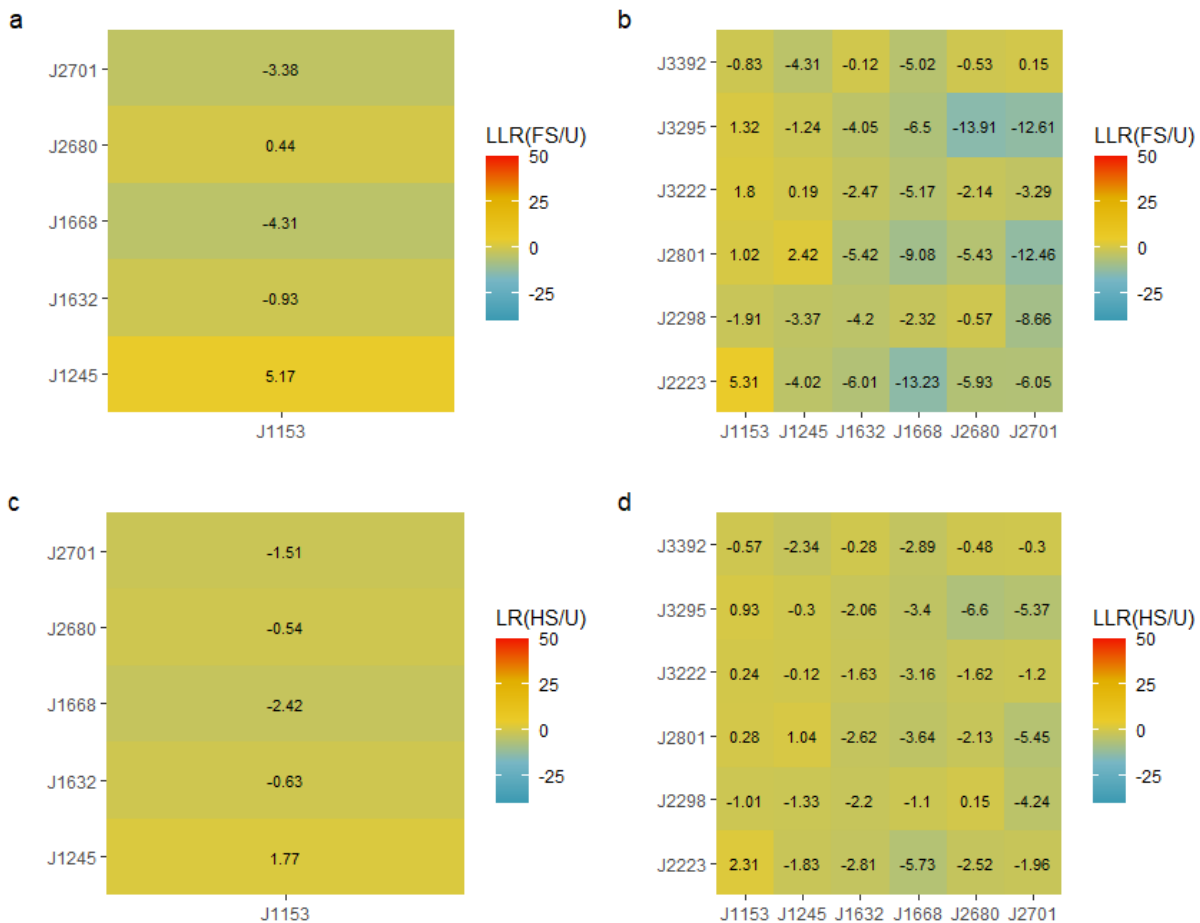 a
J2701
J2680
J1668
J1632
J1245
-3.38
0.44
-4.31
-0.93
5.17
J1153
LLR(FS/U)
50
25
0
-25
b
J3392 -0.83 -4.31 -0.12 -5.02 -0.53 0.15
J3295 1.32 -1.24 -4.05 -6.5 -13.91 -12.61
J3222 1.8 0.19 -2.47 -5.17 -2.14 -3.29
J2801 1.02 2.42 -5.42 -9.08 -5.43 -12.46
J2298 -1.91 -3.37 -4.2 -2.32 -0.57 -8.66
J2223 5.31 -4.02 -6.01 -13.23 -5.93 -6.05
J1153 J1245 J1632 J1668 J2680 J2701
LLR(FS/U)
50
25
0
-25
c
J2701
J2680
J1668
J1632
J1245
-1.51
-0.54
-2.42
-0.63
1.77
J1153
LR(HS/U)
50
25
0
-25
d
J3392 -0.57 -2.34 -0.28 -2.89 -0.48 -0.3
J3295 0.93 -0.3 -2.06 -3.4 -6.6 -5.37
J3222 0.24 -0.12 -1.63 -3.16 -1.62 -1.2
J2801 0.28 1.04 -2.62 -3.64 -2.13 -5.45
J2298 -1.01 -1.33 -2.2 -1.1 0.15 -4.24
J2223 2.31 -1.83 -2.81 -5.73 -2.52 -1.96
J1153 J1245 J1632 J1668 J2680 J2701
LLR(HS/U)
50
25
0
-25